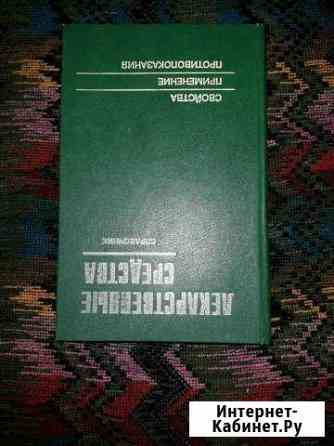 ЛЕКАРСТВЕННЫЕ
СРЕДСТВА
СПРАВОЧНИК
СВОЙСТВА
ПРИМЕНЕНИЕ
ПРОТИВОПОКАЗАНИЯ
Интернет-
Кабинет.Ру